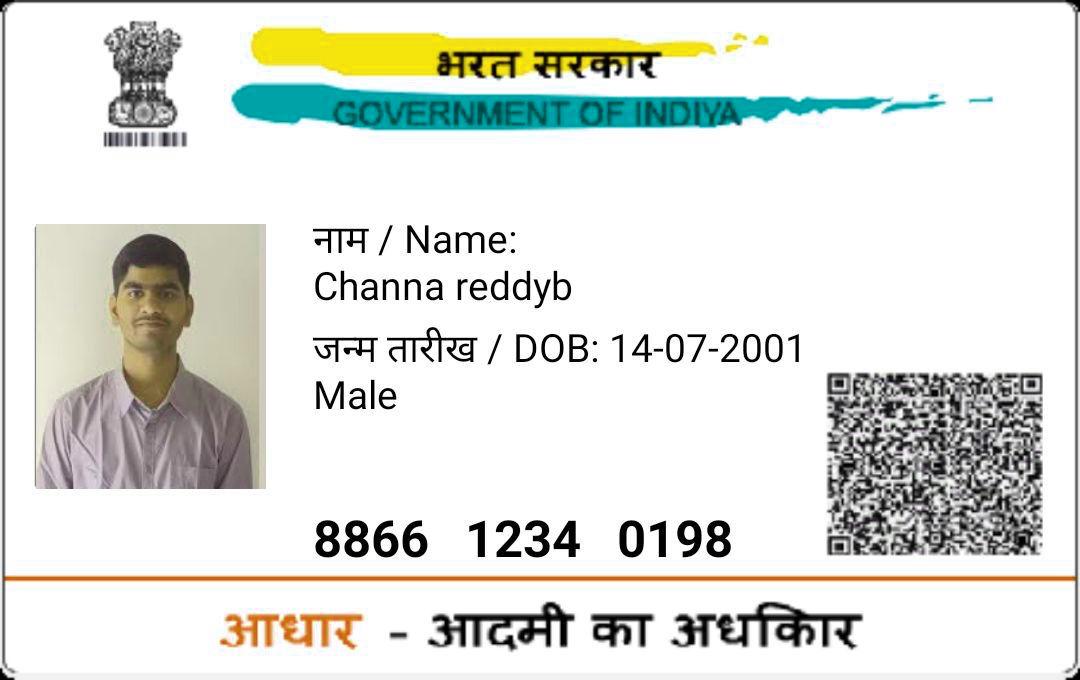 भरत सरकार
GOVERNMENT OF INDIYA
नाम / Name:
Channa reddyb
जन्म तारीख / DOB: 14-07-2001
Male
8866 1234 0198
आधार - आदमी का अधकिार